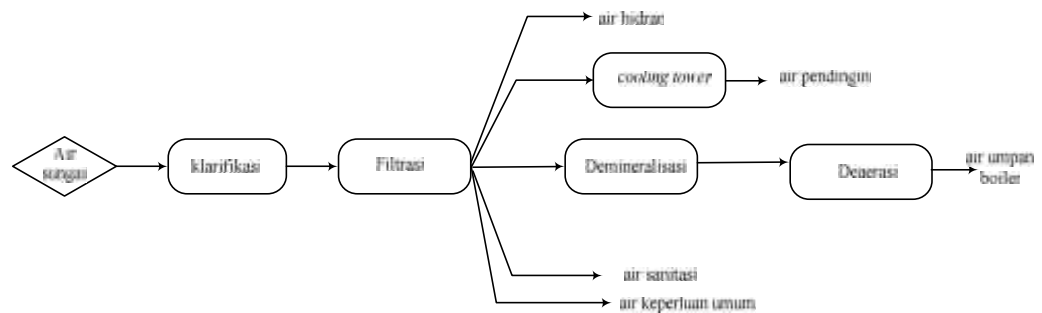 air hidran
cooling tower
air pendingin
Air
sungai
klarifikasi
Filtrasi
Demineralisasi
Deaerasi
air umpan
boiler
air sanitasi
air keperluan umum